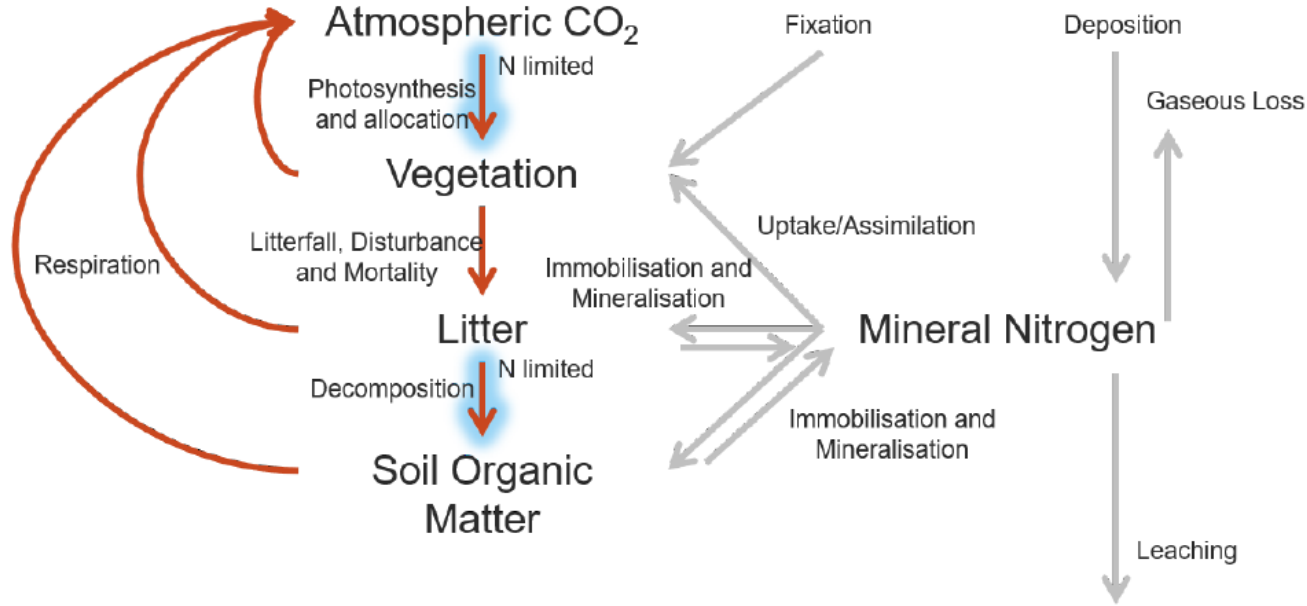 Atmospheric CO₂
Fixation
Deposition
N limited
Photosynthesis
and allocation
Gaseous Loss
Vegetation
Uptake/Assimilation
Litterfall, Disturbance
and Mortality
Respiration
Immobilisation and
Mineralisation
Litter
Mineral Nitrogen
N limited
Decomposition
Immobilisation and
Mineralisation
Soil Organic
Matter
Leaching